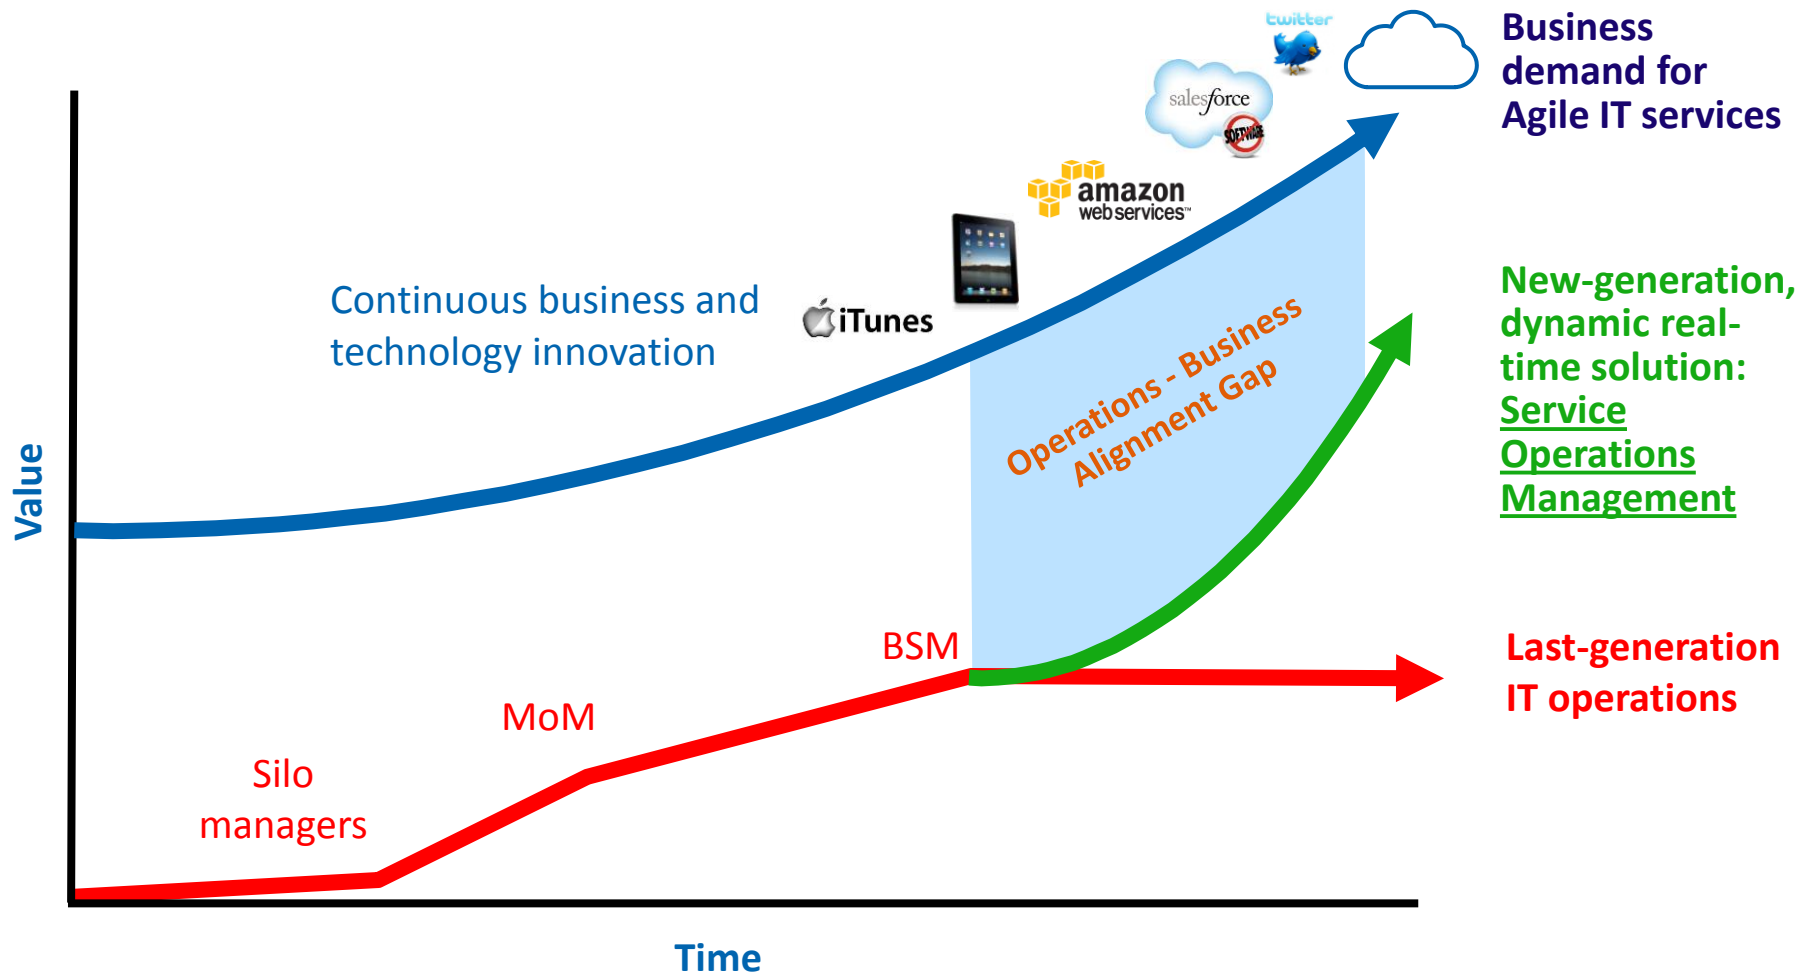 twitter
Business
demand for
Agile IT services
salesforce
SOFTWARE
amazon
webservices™
iTunes
Continuous business and
technology innovation
New-generation,
dynamic real-
time solution:
Service
Operations
Management
Operations - Business
Alignment Gap
Value
BSM
Last-generation
IT operations
MoM
Silo
managers
Time